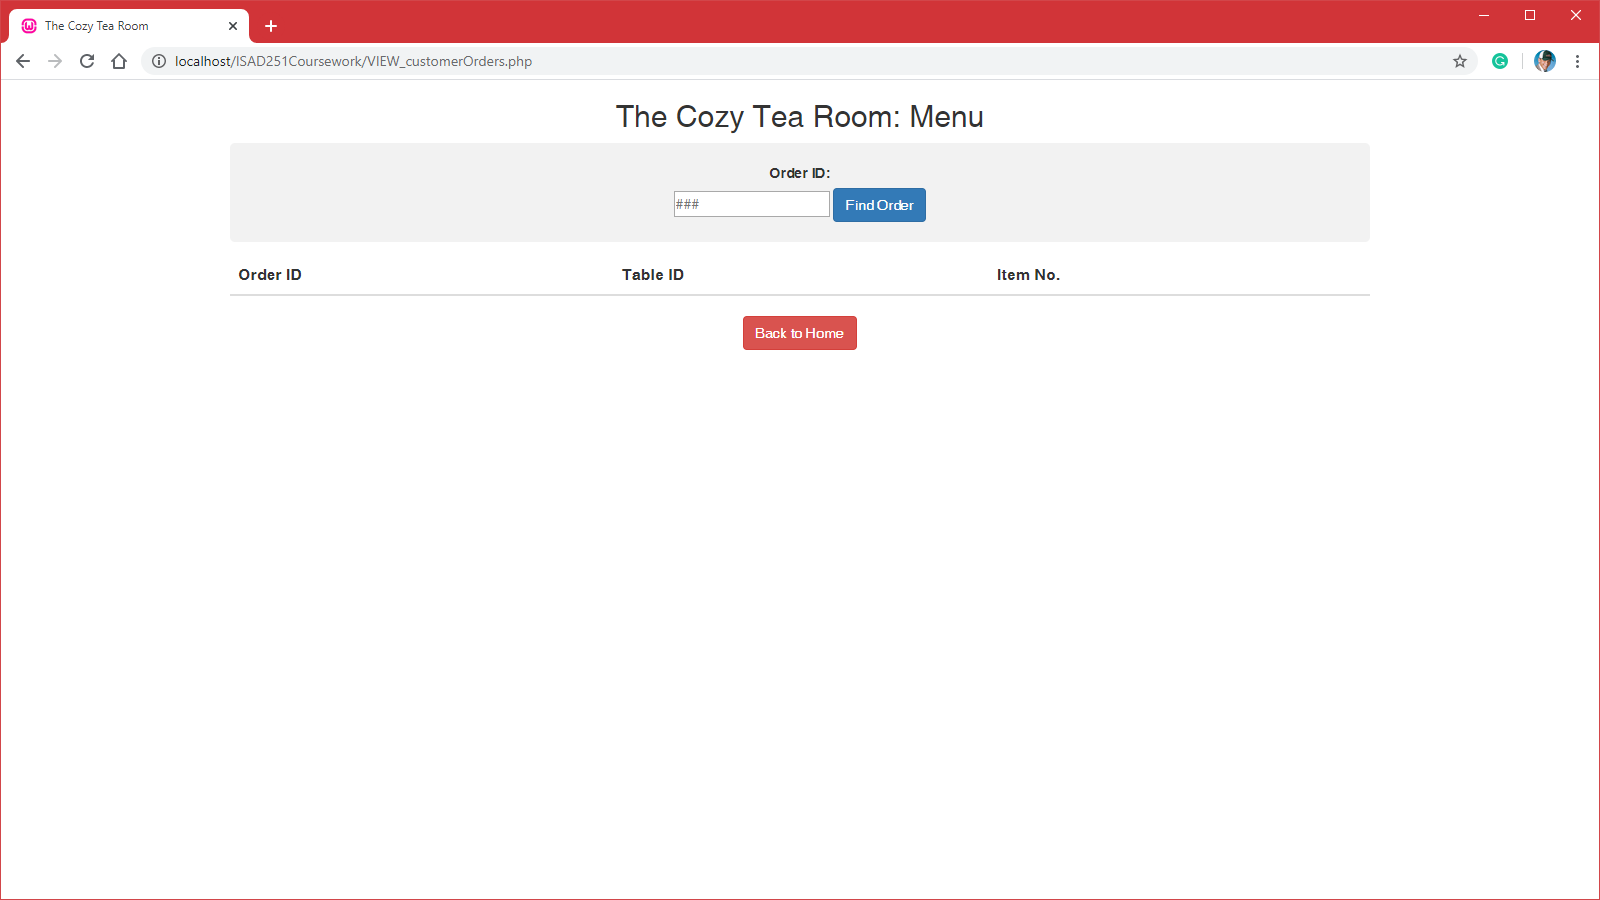 The Cozy Tea Room
localhost/ISAD251Coursework/VIEW_customerOrders.php
The Cozy Tea Room: Menu
Order ID:
###
Find Order
Order ID Table ID Item No.
Back to Home